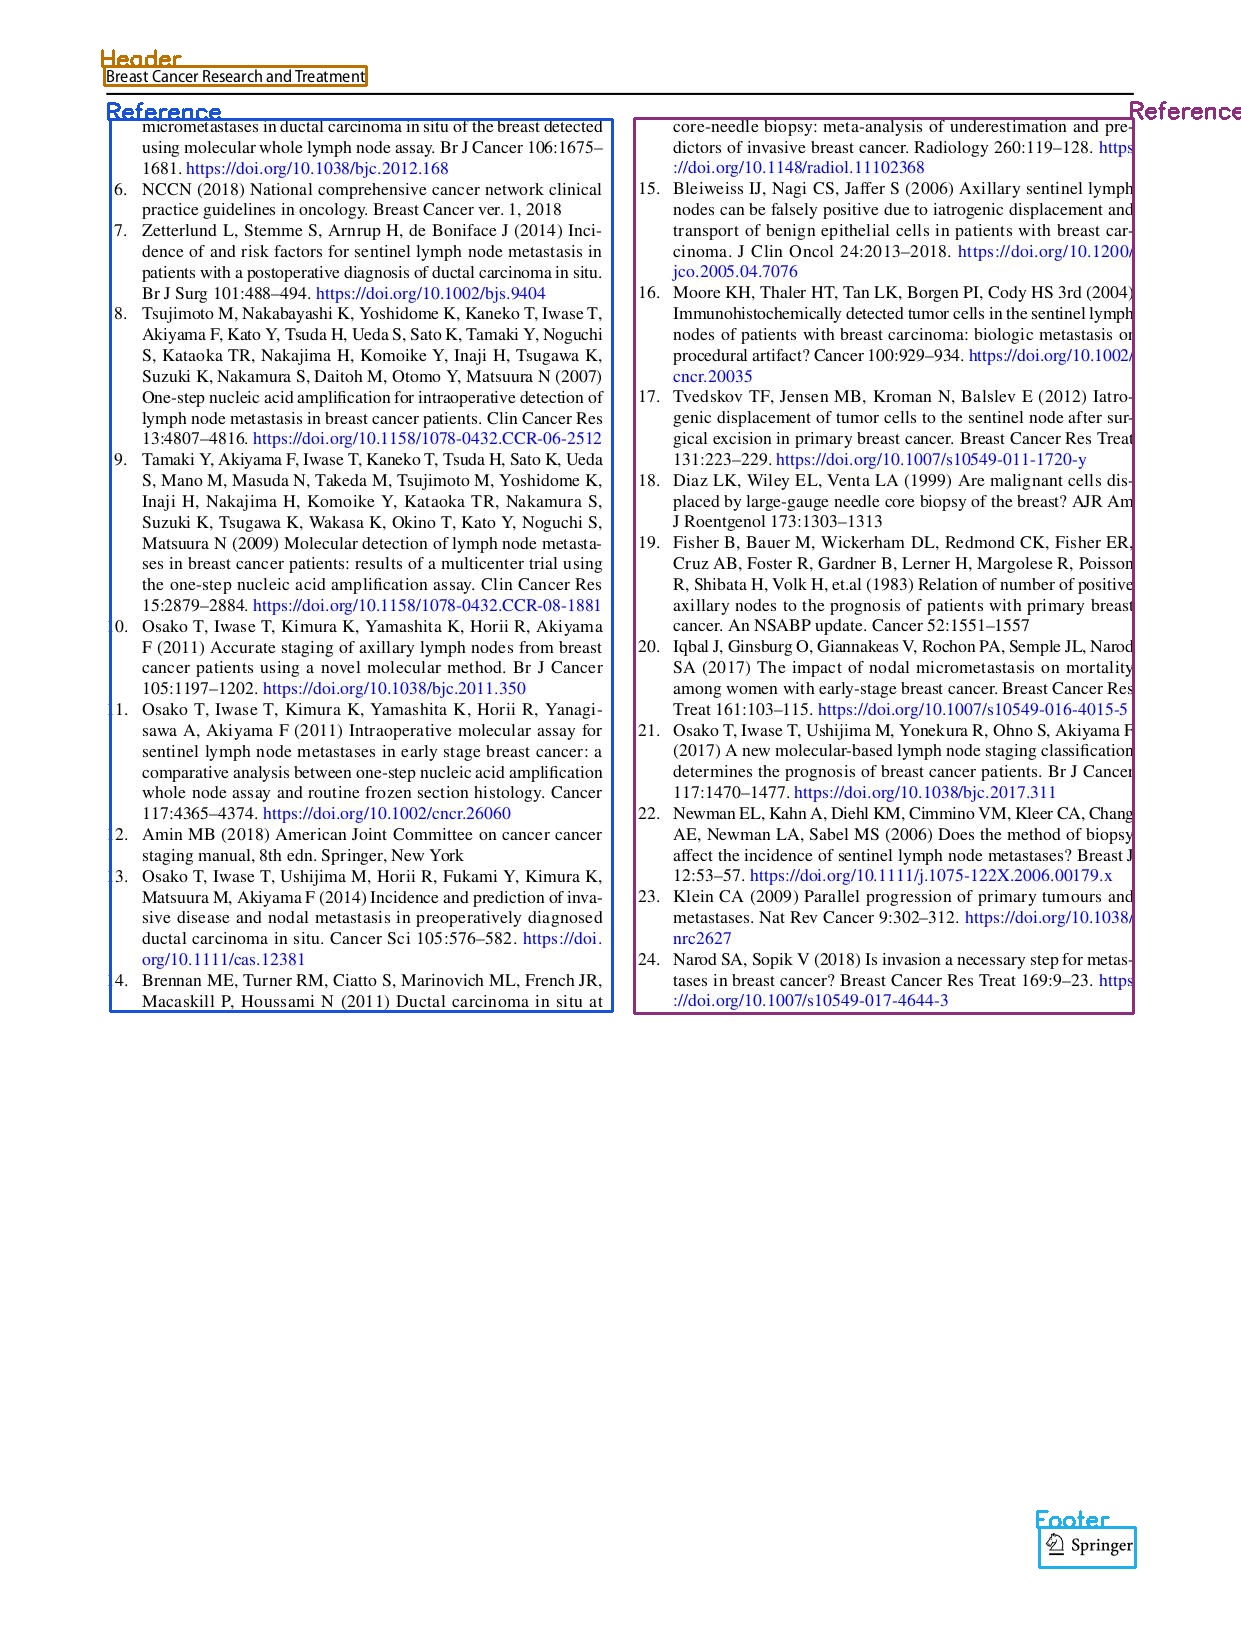 Header
Breast Cancer Research and Treatment
Reference
micrometastases in ductal carcinoma in situ of the breast detected
using molecular whole lymph node assay. Br J Cancer 106:1675–
1681. https://doi.org/10.1038/bjc.2012.168
6. NCCN (2018) National comprehensive cancer network clinical
practice guidelines in oncology. Breast Cancer ver. 1, 2018
7. Zetterlund L, Stemme S, Arnrup H, de Boniface J (2014) Inci-
dence of and risk factors for sentinel lymph node metastasis in
patients with a postoperative diagnosis of ductal carcinoma in situ.
Br J Surg 101:488–494. https://doi.org/10.1002/bjs.9404
8. Tsujimoto M, Nakabayashi K, Yoshidome K, Kaneko T, Iwase T,
Akiyama F, Kato Y, Tsuda H, Ueda S, Sato K, Tamaki Y, Noguchi
S, Kataoka TR, Nakajima H, Komoike Y, Inaji H, Tsugawa K,
Suzuki K, Nakamura S, Daitoh M, Otomo Y, Matsuura N (2007)
One-step nucleic acid amplification for intraoperative detection of
lymph node metastasis in breast cancer patients. Clin Cancer Res
13:4807–4816. https://doi.org/10.1158/1078-0432.CCR-06-2512
9. Tamaki Y, Akiyama F, Iwase T, Kaneko T, Tsuda H, Sato K, Ueda
S, Mano M, Masuda N, Takeda M, Tsujimoto M, Yoshidome K,
Inaji H, Nakajima H, Komoike Y, Kataoka TR, Nakamura S,
Suzuki K, Tsugawa K, Wakasa K, Okino T, Kato Y, Noguchi S,
Matsuura N (2009) Molecular detection of lymph node metasta-
ses in breast cancer patients: results of a multicenter trial using
the one-step nucleic acid amplification assay. Clin Cancer Res
15:2879–2884. https://doi.org/10.1158/1078-0432.CCR-08-1881
10. Osako T, Iwase T, Kimura K, Yamashita K, Horii R, Akiyama
F (2011) Accurate staging of axillary lymph nodes from breast
cancer patients using a novel molecular method. Br J Cancer
105:1197–1202. https://doi.org/10.1038/bjc.2011.350
11. Osako T, Iwase T, Kimura K, Yamashita K, Horii R, Yanagi-
sawa A, Akiyama F (2011) Intraoperative molecular assay for
sentinel lymph node metastases in early stage breast cancer: a
comparative analysis between one-step nucleic acid amplification
whole node assay and routine frozen section histology. Cancer
117:4365–4374. https://doi.org/10.1002/cncr.26060
12. Amin MB (2018) American Joint Committee on cancer cancer
staging manual, 8th edn. Springer, New York
13. Osako T, Iwase T, Ushijima M, Horii R, Fukami Y, Kimura K,
Matsuura M, Akiyama F (2014) Incidence and prediction of inva-
sive disease and nodal metastasis in preoperatively diagnosed
ductal carcinoma in situ. Cancer Sci 105:576–582. https://doi.
org/10.1111/cas.12381
14. Brennan ME, Turner RM, Ciatto S, Marinovich ML, French JR,
Macaskill P, Houssami N (2011) Ductal carcinoma in situ at
Reference
core-needle biopsy: meta-analysis of underestimation and pre-
dictors of invasive breast cancer. Radiology 260:119–128. https
://doi.org/10.1148/radiol.11102368
15. Bleiweiss IJ, Nagi CS, Jaffer S (2006) Axillary sentinel lymph
nodes can be falsely positive due to iatrogenic displacement and
transport of benign epithelial cells in patients with breast car-
cinoma. J Clin Oncol 24:2013–2018. https://doi.org/10.1200/
jco.2005.04.7076
16. Moore KH, Thaler HT, Tan LK, Borgen PI, Cody HS 3rd (2004)
Immunohistochemically detected tumor cells in the sentinel lymph
nodes of patients with breast carcinoma: biologic metastasis or
procedural artifact? Cancer 100:929–934. https://doi.org/10.1002/
cncr.20035
17. Tvedskov TF, Jensen MB, Kroman N, Balslev E (2012) Iatro-
genic displacement of tumor cells to the sentinel node after sur-
gical excision in primary breast cancer. Breast Cancer Res Treat
131:223–229. https://doi.org/10.1007/s10549-011-1720-y
18. Diaz LK, Wiley EL, Venta LA (1999) Are malignant cells dis-
placed by large-gauge needle core biopsy of the breast? AJR Am
J Roentgenol 173:1303–1313
19. Fisher B, Bauer M, Wickerham DL, Redmond CK, Fisher ER,
Cruz AB, Foster R, Gardner B, Lerner H, Margolese R, Poisson
R, Shibata H, Volk H, et.al (1983) Relation of number of positive
axillary nodes to the prognosis of patients with primary breast
cancer. An NSABP update. Cancer 52:1551–1557
20. Iqbal J, Ginsburg O, Giannakeas V, Rochon PA, Semple JL, Narod
SA (2017) The impact of nodal micrometastasis on mortality
among women with early-stage breast cancer. Breast Cancer Res
Treat 161:103–115. https://doi.org/10.1007/s10549-016-4015-5
21. Osako T, Iwase T, Ushijima M, Yonekura R, Ohno S, Akiyama F
(2017) A new molecular-based lymph node staging classification
determines the prognosis of breast cancer patients. Br J Cancer
117:1470–1477. https://doi.org/10.1038/bjc.2017.311
22. Newman EL, Kahn A, Diehl KM, Cimmino VM, Kleer CA, Chang
AE, Newman LA, Sabel MS (2006) Does the method of biopsy
affect the incidence of sentinel lymph node metastases? Breast J
12:53–57. https://doi.org/10.1111/j.1075-122X.2006.00179.x
23. Klein CA (2009) Parallel progression of primary tumours and
metastases. Nat Rev Cancer 9:302–312. https://doi.org/10.1038/
nrc2627
24. Narod SA, Sopik V (2018) Is invasion a necessary step for metas-
tases in breast cancer? Breast Cancer Res Treat 169:9–23. https
://doi.org/10.1007/s10549-017-4644-3
Footer
Springer